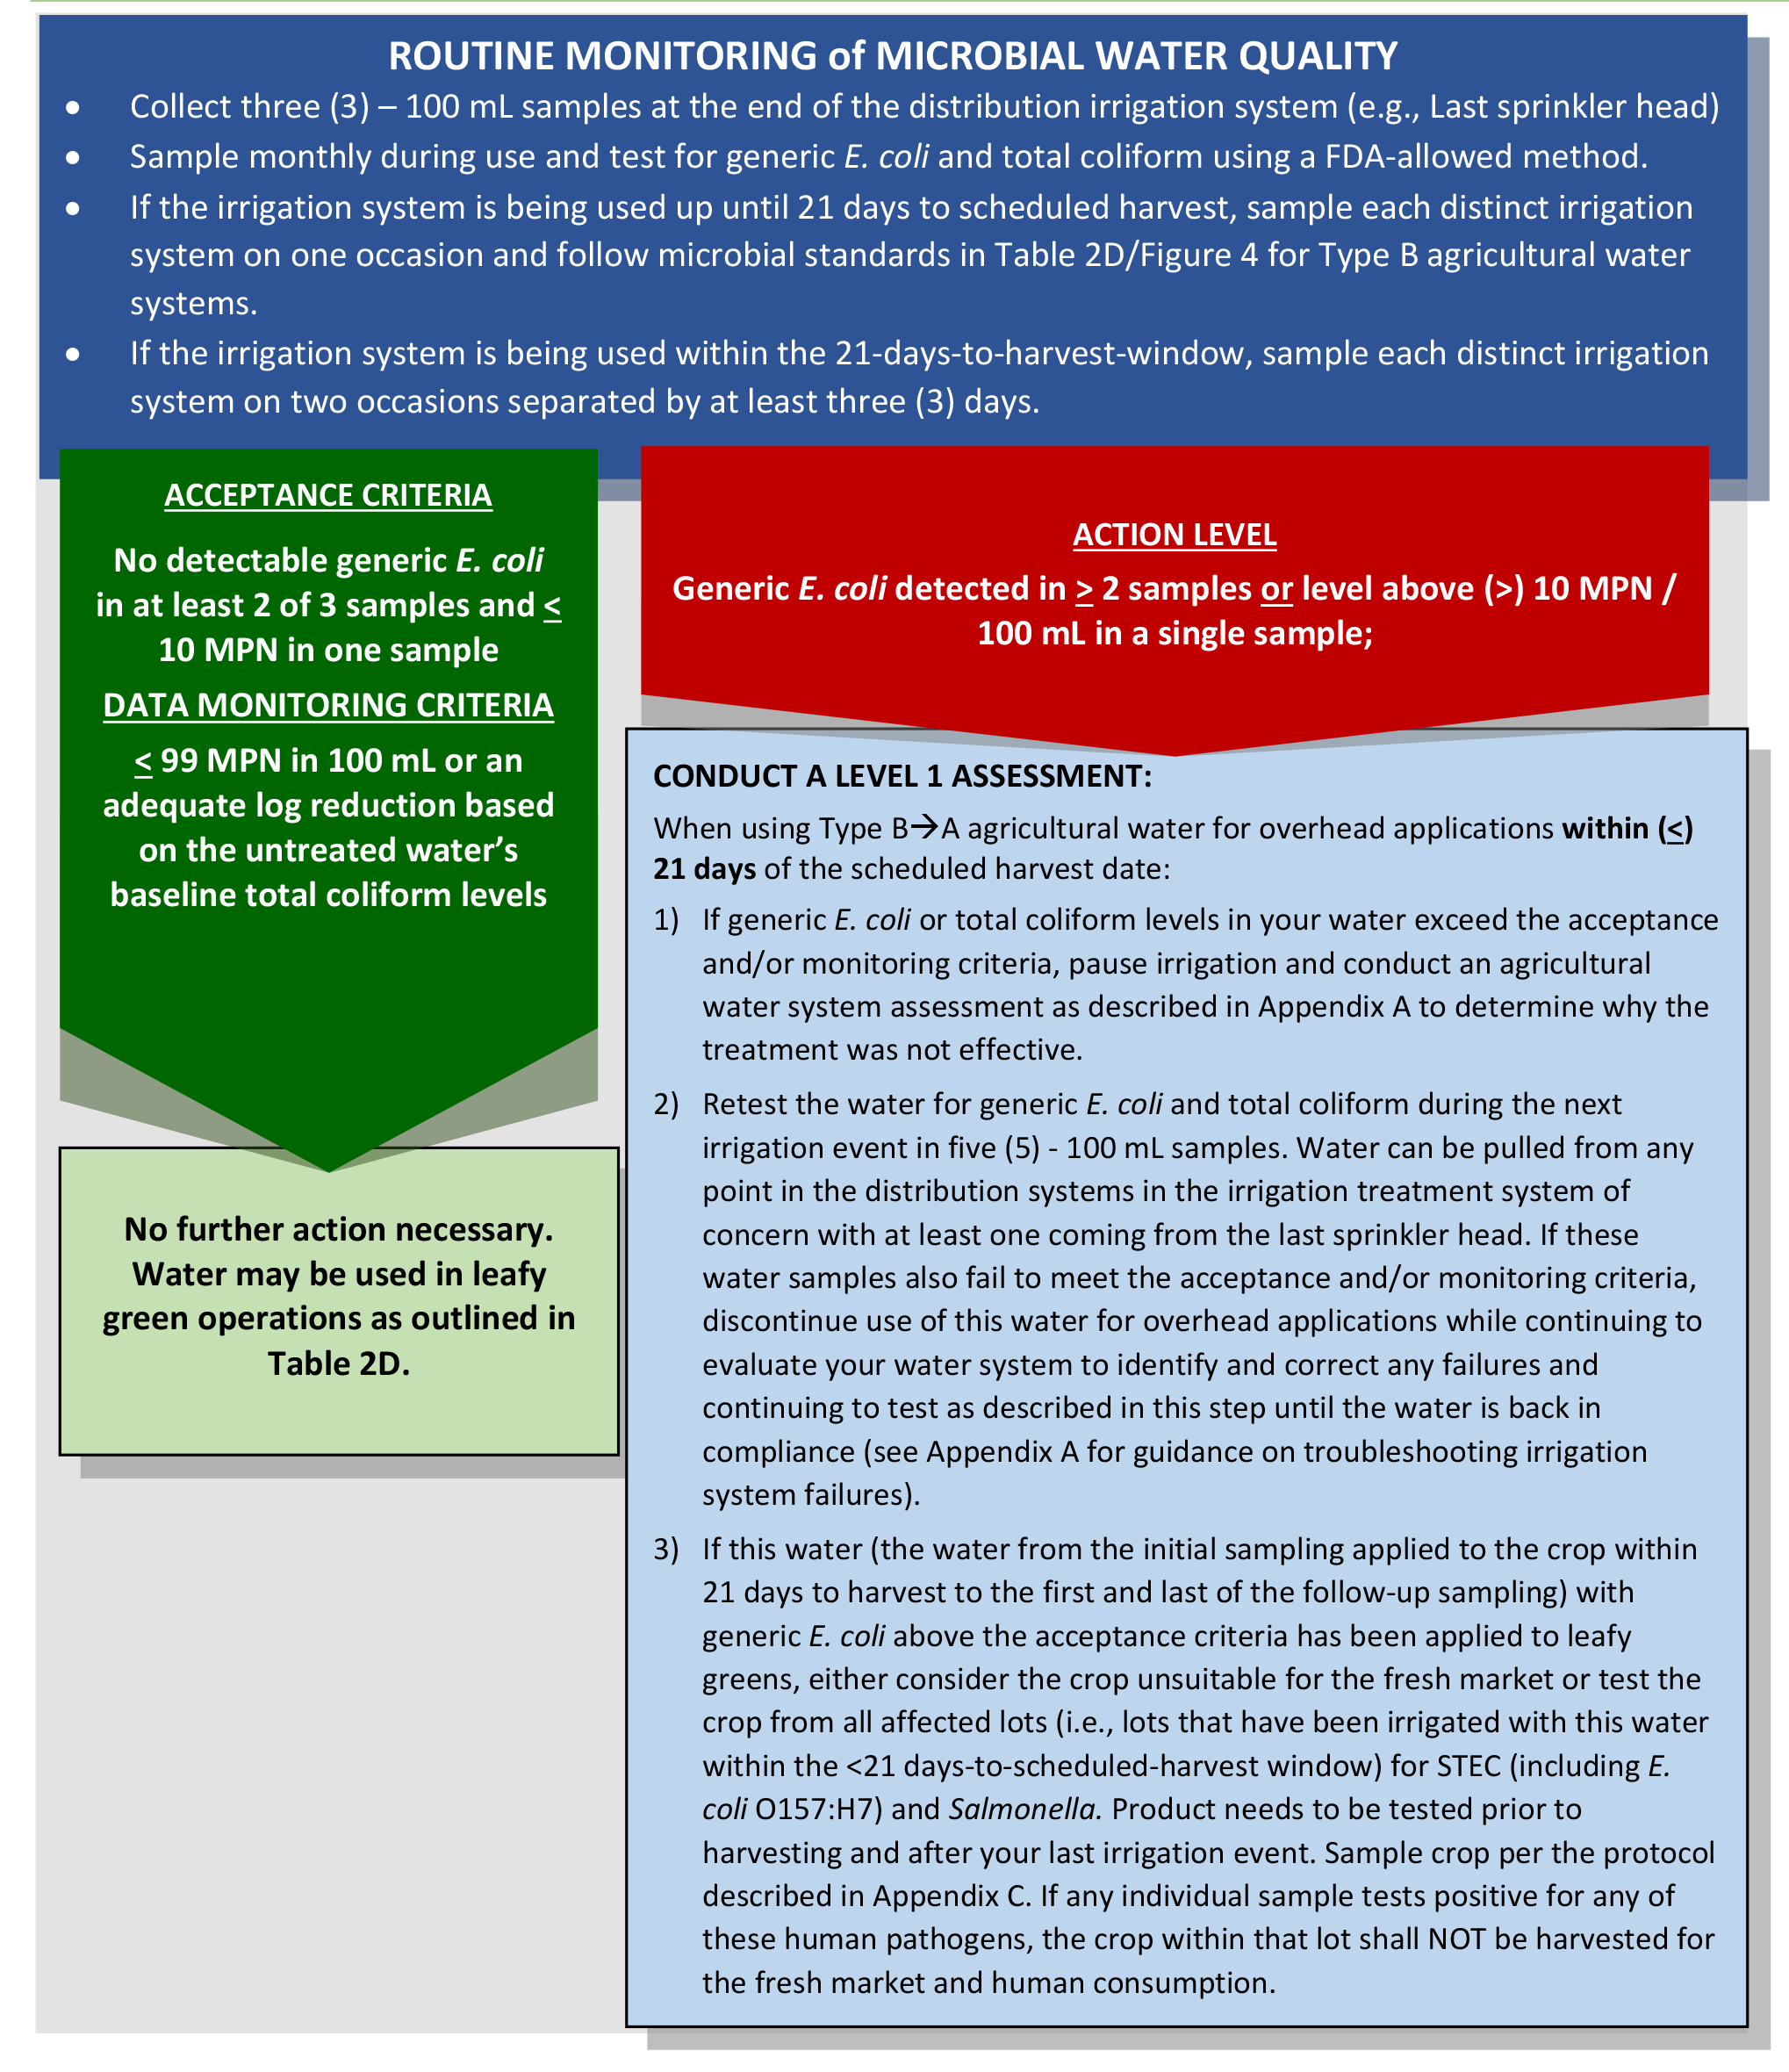 ROUTINE MONITORING of MICROBIAL WATER QUALITY
• Collect three (3) – 100 mL samples at the end of the distribution irrigation system (e.g., Last sprinkler head)
• Sample monthly during use and test for generic E. coli and total coliform using a FDA-allowed method.
• If the irrigation system is being used up until 21 days to scheduled harvest, sample each distinct irrigation
system on one occasion and follow microbial standards in Table 2D/Figure 4 for Type B agricultural water
systems.
• If the irrigation system is being used within the 21-days-to-harvest-window, sample each distinct irrigation
system on two occasions separated by at least three (3) days.
ACCEPTANCE CRITERIA
No detectable generic E. coli
in at least 2 of 3 samples and ≤
10 MPN in one sample
DATA MONITORING CRITERIA
≤ 99 MPN in 100 mL or an
adequate log reduction based
on the untreated water's
baseline total coliform levels
No further action necessary.
Water may be used in leafy
green operations as outlined in
Table 2D.
ACTION LEVEL
Generic E. coli detected in ≥ 2 samples or level above (>) 10 MPN /
100 mL in a single sample;
CONDUCT A LEVEL 1 ASSESSMENT:
When using Type B→A agricultural water for overhead applications within (≤)
21 days of the scheduled harvest date:
1) If generic E. coli or total coliform levels in your water exceed the acceptance
and/or monitoring criteria, pause irrigation and conduct an agricultural
water system assessment as described in Appendix A to determine why the
treatment was not effective.
2) Retest the water for generic E. coli and total coliform during the next
irrigation event in five (5) - 100 mL samples. Water can be pulled from any
point in the distribution systems in the irrigation treatment system of
concern with at least one coming from the last sprinkler head. If these
water samples also fail to meet the acceptance and/or monitoring criteria,
discontinue use of this water for overhead applications while continuing to
evaluate your water system to identify and correct any failures and
continuing to test as described in this step until the water is back in
compliance (see Appendix A for guidance on troubleshooting irrigation
system failures).
3) If this water (the water from the initial sampling applied to the crop within
21 days to harvest to the first and last of the follow-up sampling) with
generic E. coli above the acceptance criteria has been applied to leafy
greens, either consider the crop unsuitable for the fresh market or test the
crop from all affected lots (i.e., lots that have been irrigated with this water
within the <21 days-to-scheduled-harvest window) for STEC (including E.
coli O157:H7) and Salmonella. Product needs to be tested prior to
harvesting and after your last irrigation event. Sample crop per the protocol
described in Appendix C. If any individual sample tests positive for any of
these human pathogens, the crop within that lot shall NOT be harvested for
the fresh market and human consumption.